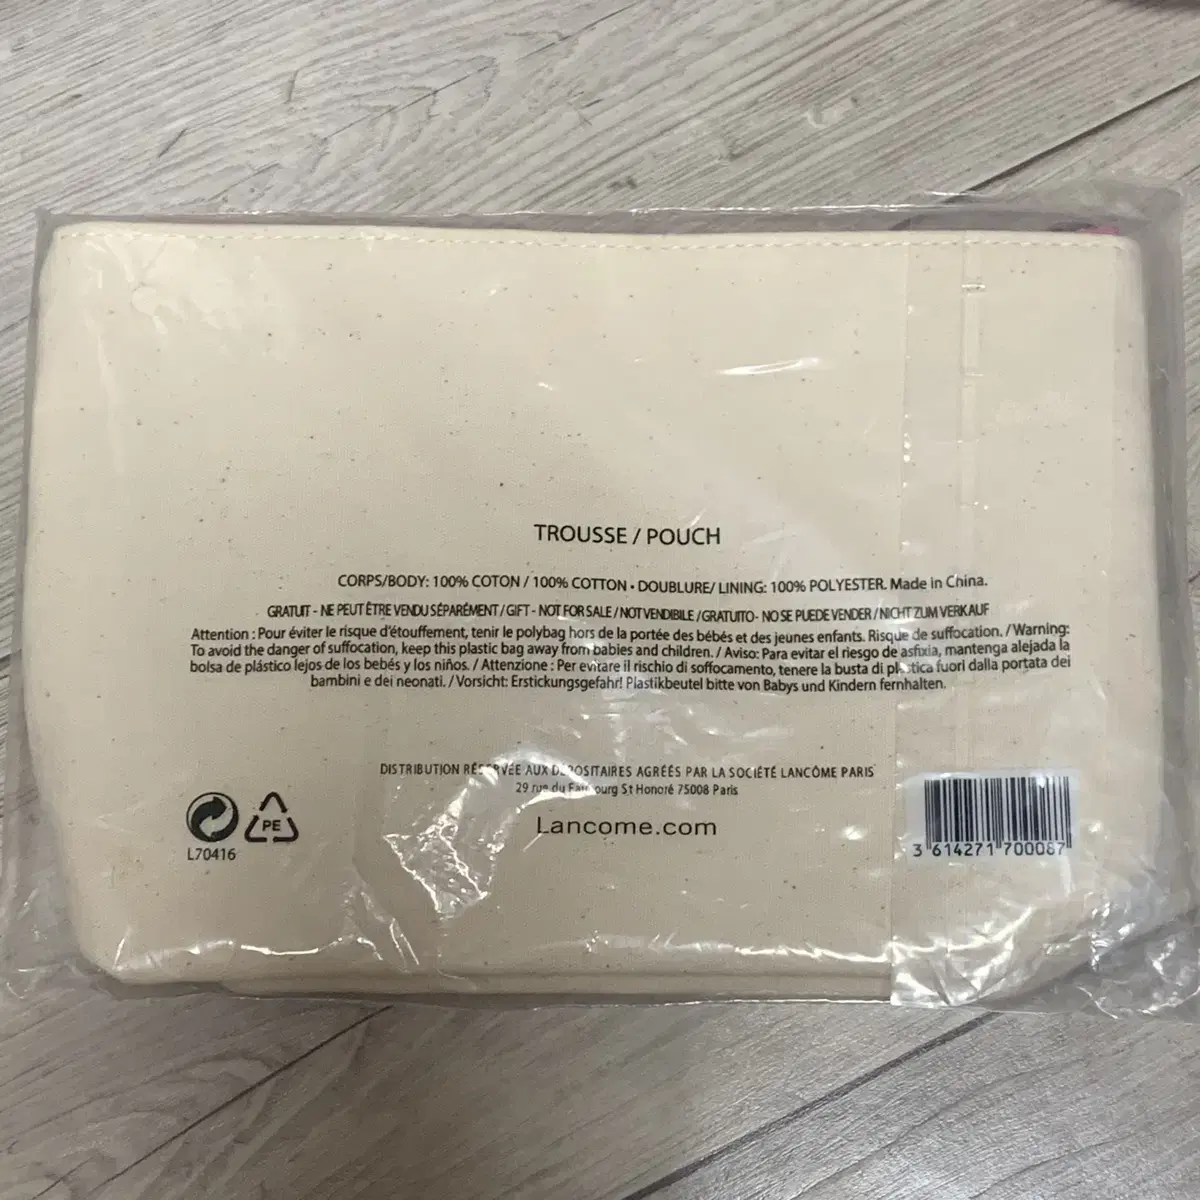 TROUSSE / POUCH
CORPS/BODY: 100% COTON / 100% COTTON • DOUBLURE/ LINING: 100% POLYESTER. Made in China.
GRATUIT - NE PEUT ÊTRE VENDU SÉPARÉMENT / GIFT - NOT FOR SALE / NOT VENDIBILE / GRATUITO - NO SE PUEDE VENDER / NICHT ZUM VERKAUF
Attention : Pour éviter le risque d'étouffement, tenir le polybag hors de la portée des bébés et des jeunes enfants. Risque de suffocation. / Warning:
To avoid the danger of suffocation, keep this plastic bag away from babies and children. / Aviso: Para evitar el riesgo de asfixia, mantenga alejada la
bolsa de plástico lejos de los bebés y los niños. / Attenzione : Per evitare il rischio di soffocamento, tenere la busta di plastica fuori dalla portata dei
bambini e dei neonati. / Vorsicht: Erstickungsgefahr! Plastikbeutel bitte von Babys und Kindern fernhalten.
DISTRIBUTION RÉSERVÉE AUX DÉPOSITAIRES AGRÉÉS PAR LA SOCIÉTÉ LANCÔME PARIS
29 rue du Faubourg St Honoré 75008 Paris
Lancome.com
PE
L70416
3 614271 700087